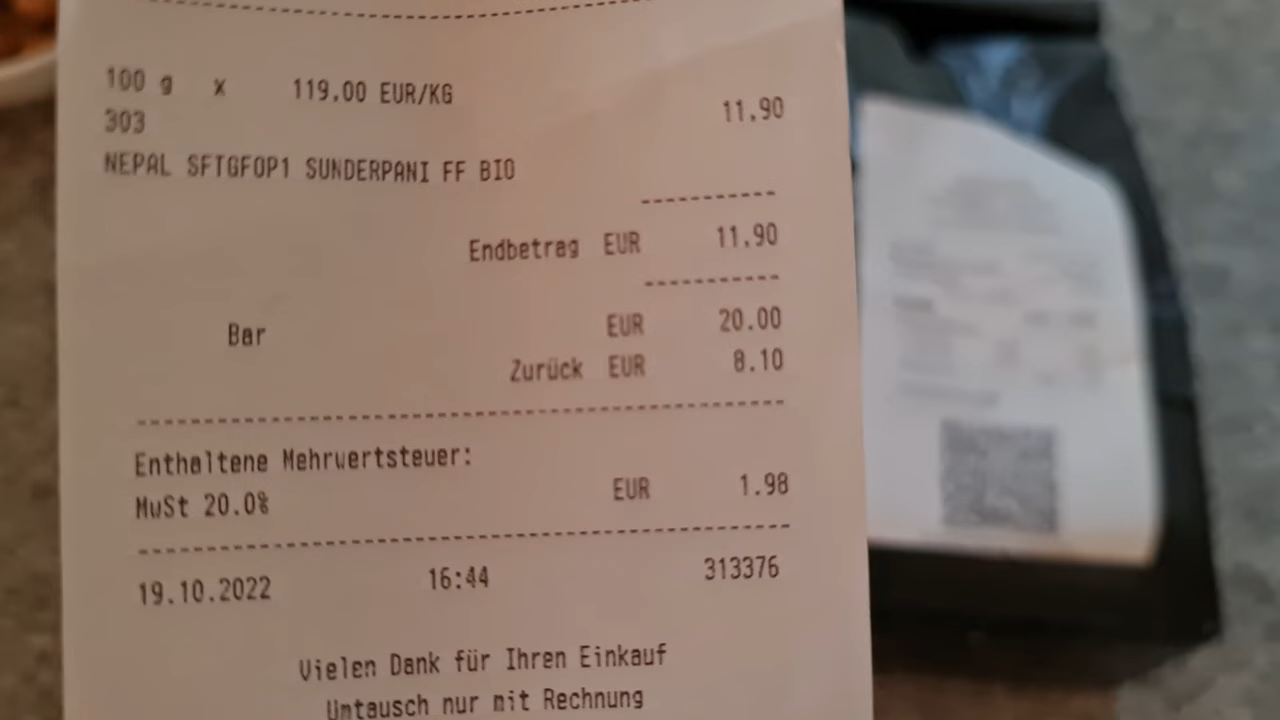 100 g x 119.00 EUR/KG
303 11.90
NEPAL SFTGFOP1 SUNDERPANI FF BIO
Endbetrag EUR 11.90
Bar EUR 20.00
Zurück EUR 8.10
Enthaltene Mehrwertsteuer:
MwSt 20.0% EUR 1.98
19.10.2022 16:44 313376
Vielen Dank für Ihren Einkauf
Umtausch nur mit Rechnung